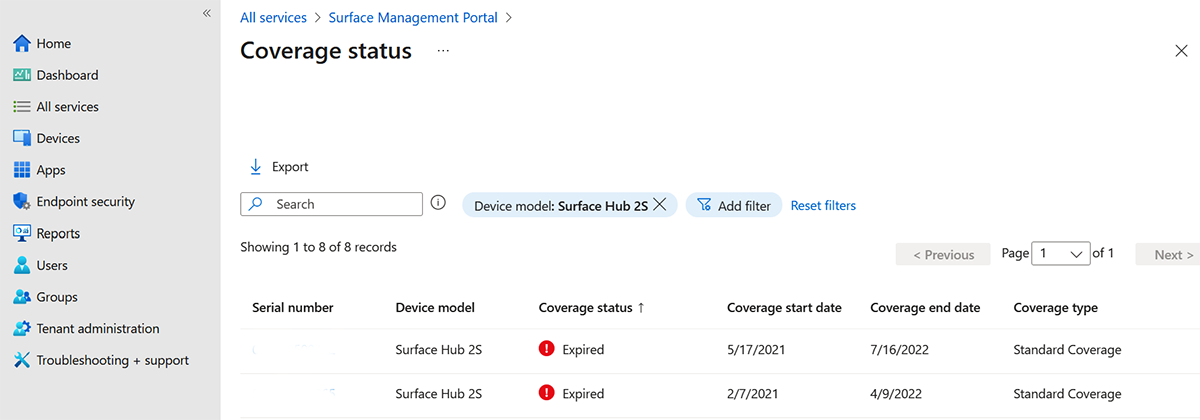 All services > Surface Management Portal >
Coverage status ...
Home
Dashboard
All services
Devices
Apps
Endpoint security
Reports
Users
Groups
Tenant administration
Troubleshooting + support
Export
Search
Device model: Surface Hub 2S
Add filter
Reset filters
Showing 1 to 8 of 8 records
< Previous Page 1 of 1 Next >
Serial number Device model Coverage status ↑ Coverage start date Coverage end date Coverage type
Surface Hub 2S Expired 5/17/2021 7/16/2022 Standard Coverage
Surface Hub 2S Expired 2/7/2021 4/9/2022 Standard Coverage